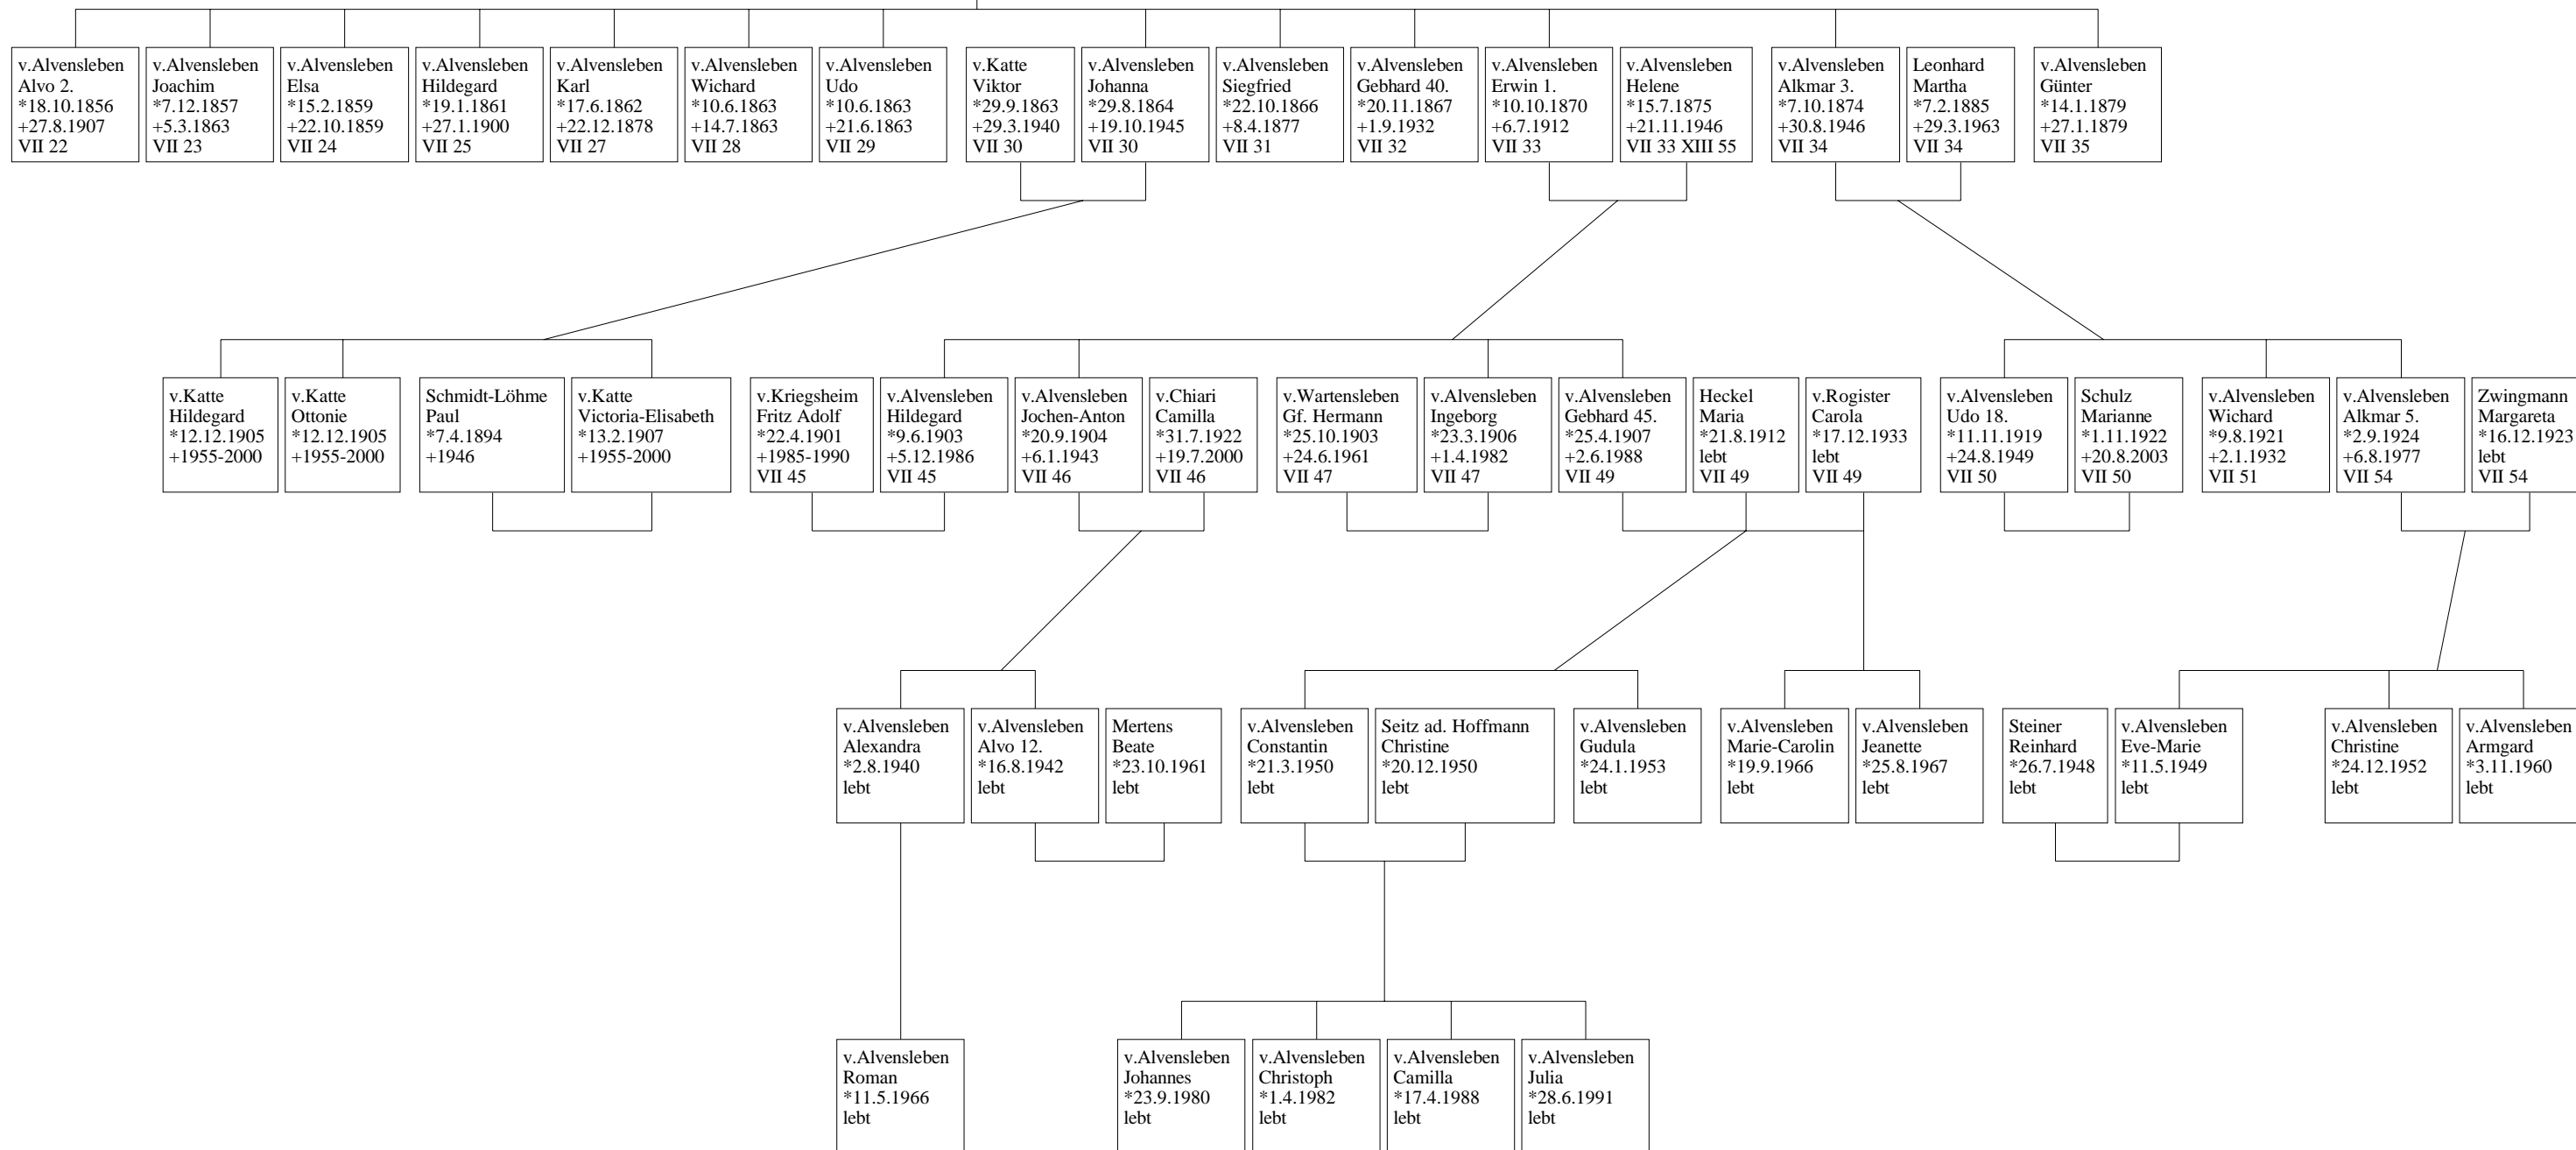 v.Alvensleben
Alvo 2.
*18.10.1856
+27.8.1907
VII 22
v.Alvensleben
Joachim
*7.12.1857
+5.3.1863
VII 23
v.Alvensleben
Elsa
*15.2.1859
+22.10.1859
VII 24
v.Alvensleben
Hildegard
*19.1.1861
+27.1.1900
VII 25
v.Alvensleben
Karl
*17.6.1862
+22.12.1878
VII 27
v.Alvensleben
Wichard
*10.6.1863
+14.7.1863
VII 28
v.Alvensleben
Udo
*10.6.1863
+21.6.1863
VII 29
v.Katte
Viktor
*29.9.1863
+29.3.1940
VII 30
v.Alvensleben
Johanna
*29.8.1864
+19.10.1945
VII 30
v.Alvensleben
Siegfried
*22.10.1866
+8.4.1877
VII 31
v.Alvensleben
Gebhard 40.
*20.11.1867
+1.9.1932
VII 32
v.Alvensleben
Erwin 1.
*10.10.1870
+6.7.1912
VII 33
v.Alvensleben
Helene
*15.7.1875
+21.11.1946
VII 33 XIII 55
v.Alvensleben
Alkmar 3.
*7.10.1874
+30.8.1946
VII 34
Leonhard
Martha
*7.2.1885
+29.3.1963
VII 34
v.Alvensleben
Günter
*14.1.1879
+27.1.1879
VII 35
v.Katte
Hildegard
*12.12.1905
+1955-2000
v.Katte
Ottonie
*12.12.1905
+1955-2000
Schmidt-Löhme
Paul
*7.4.1894
+1946
v.Katte
Victoria-Elisabeth
*13.2.1907
+1955-2000
v.Kriegsheim
Fritz Adolf
*22.4.1901
+1985-1990
VII 45
v.Alvensleben
Hildegard
*9.6.1903
+5.12.1986
VII 45
v.Alvensleben
Jochen-Anton
*20.9.1904
+6.1.1943
VII 46
v.Chiari
Camilla
*31.7.1922
+19.7.2000
VII 46
v.Wartensleben
Gf. Hermann
*25.10.1903
+24.6.1961
VII 47
v.Alvensleben
Ingeborg
*23.3.1906
+1.4.1982
VII 47
v.Alvensleben
Gebhard 45.
*25.4.1907
+2.6.1988
VII 49
Heckel
Maria
*21.8.1912
lebt
VII 49
v.Rogister
Carola
*17.12.1933
lebt
VII 49
v.Alvensleben
Udo 18.
*11.11.1919
+24.8.1949
VII 50
Schulz
Marianne
*1.11.1922
+20.8.2003
VII 50
v.Alvensleben
Wichard
*9.8.1921
+2.1.1932
VII 51
v.Alvensleben
Alkmar 5.
*2.9.1924
+6.8.1977
VII 54
Zwingmann
Margareta
*16.12.1923
lebt
VII 54
v.Alvensleben
Alexandra
*2.8.1940
lebt
v.Alvensleben
Alvo 12.
*16.8.1942
lebt
Mertens
Beate
*23.10.1961
lebt
v.Alvensleben
Constantin
*21.3.1950
lebt
Seitz ad. Hoffmann
Christine
*20.12.1950
lebt
v.Alvensleben
Gudula
*24.1.1953
lebt
v.Alvensleben
Marie-Carolin
*19.9.1966
lebt
v.Alvensleben
Jeanette
*25.8.1967
lebt
Steiner
Reinhard
*26.7.1948
lebt
v.Alvensleben
Eve-Marie
*11.5.1949
lebt
v.Alvensleben
Christine
*24.12.1952
lebt
v.Alvensleben
Armgard
*3.11.1960
lebt
v.Alvensleben
Roman
*11.5.1966
lebt
v.Alvensleben
Johannes
*23.9.1980
lebt
v.Alvensleben
Christoph
*1.4.1982
lebt
v.Alvensleben
Camilla
*17.4.1988
lebt
v.Alvensleben
Julia
*28.6.1991
lebt